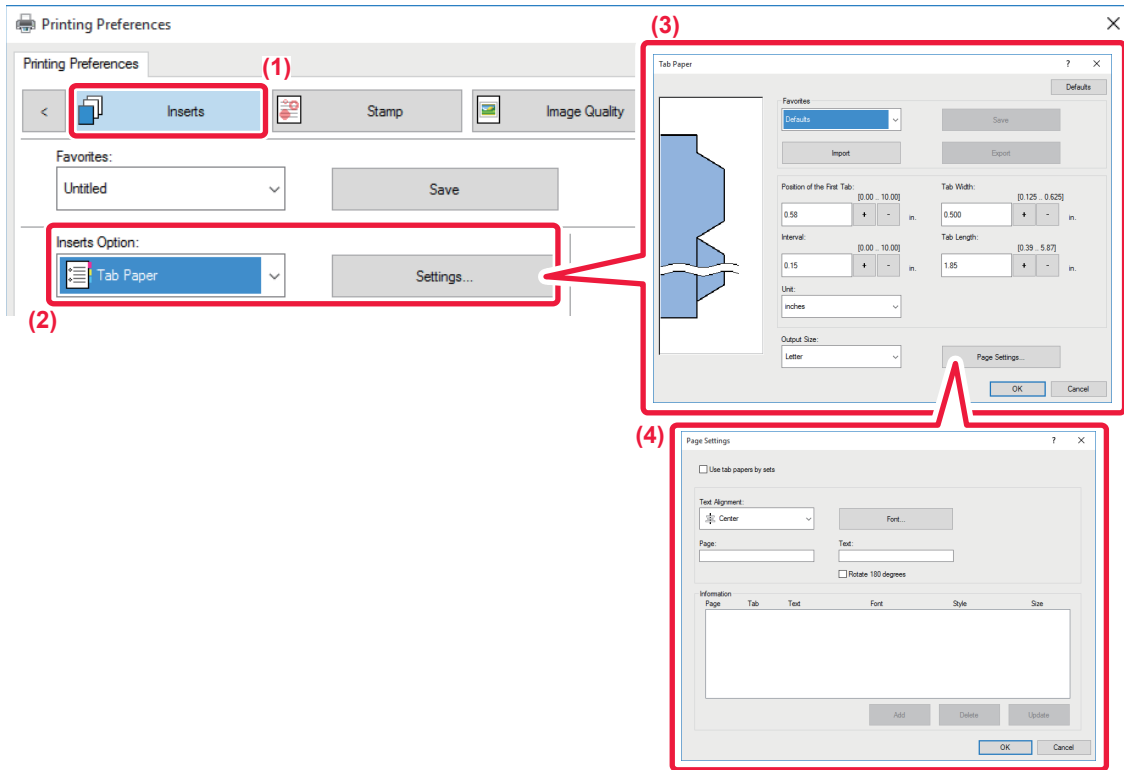 Printing Preferences
(3)
Printing Preferences
(1)
<
Inserts
Stamp
Image Quality
Favorites:
Untitled
Save
Inserts Option:
Tab Paper
Settings...
(2)
Tab Paper
?
Defaults
Favorites
Defaults
Save
Import
Export
Position of the First Tab:
[0.00 .. 10.00]
0.58
+ -
in.
Tab Width:
[0.125 .. 0.625]
0.500
+ -
in.
Interval:
[0.00 .. 10.00]
0.15
+ -
in.
Tab Length:
[0.39 .. 5.87]
1.85
+ -
in.
Unit:
inches
Output Size:
Letter
Page Settings...
OK
Cancel
(4)
Page Settings
?
Use tab papers by sets
Text Alignment:
Center
Font...
Page:
Text:
Rotate 180 degrees
Information
Page Tab Text Font Style Size
Add
Delete
Update
OK
Cancel